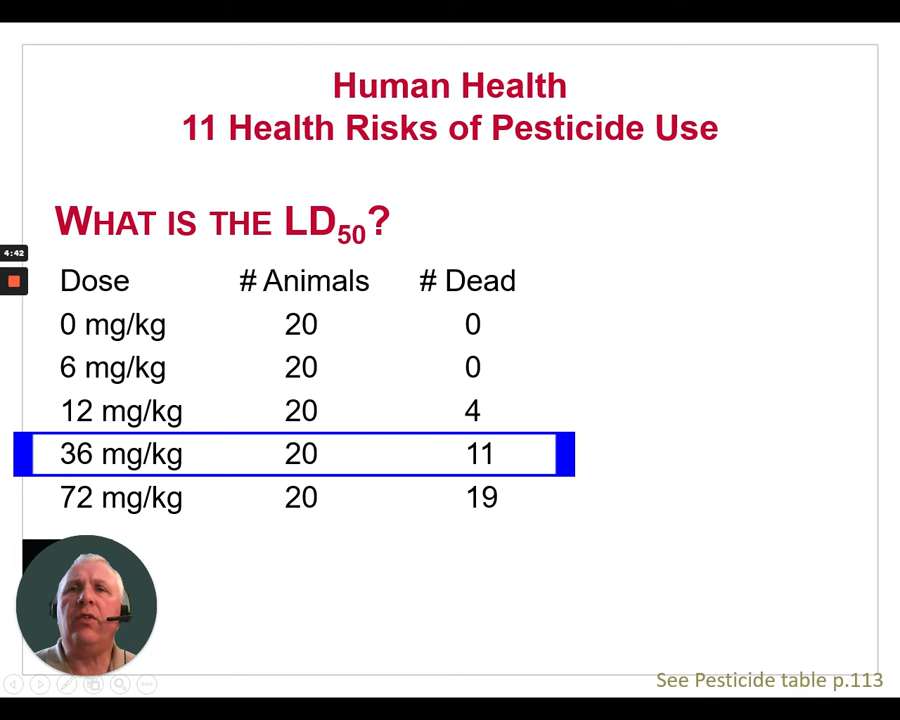 Human Health
11 Health Risks of Pesticide Use
WHAT IS THE LD50?
4:42
Dose # Animals # Dead
0 mg/kg 20 0
6 mg/kg 20 0
12 mg/kg 20 4
36 mg/kg 20 11
72 mg/kg 20 19
See Pesticide table p.113